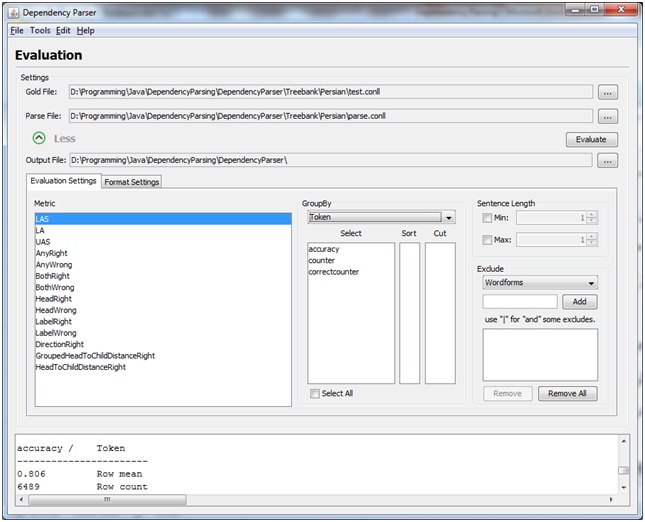 Dependency Parser
File Tools Edit Help
Evaluation
Settings
Gold File: D:\Programming\Java\DependencyParsing\DependencyParser\Treebank\Persian\test.conll ...
Parse File: D:\Programming\Java\DependencyParsing\DependencyParser\Treebank\Persian\parse.conll ...
Less Evaluate
Output File: D:\Programming\Java\DependencyParsing\DependencyParser\ ...
Evaluation Settings Format Settings
Metric
LAS
LA
UAS
AnyRight
AnyWrong
BothRight
BothWrong
HeadRight
HeadWrong
LabelRight
LabelWrong
DirectionRight
GroupedHeadToChildDistanceRight
HeadToChildDistanceRight
GroupBy
Token
Select Sort Cut
accuracy
counter
correctcounter
Select All
Sentence Length
Min: 1
Max: 1
Exclude
Wordforms
Add
use "|" for "and" some excludes.
Remove Remove All
accuracy / Token
-----------------------
0.806 Row mean
6489 Row count